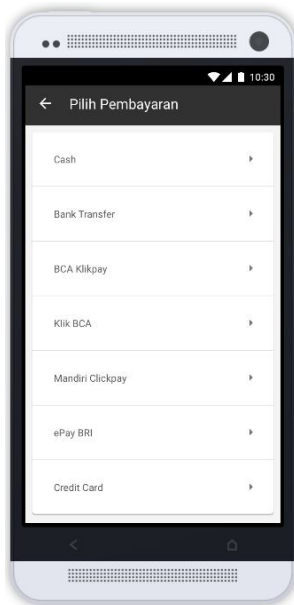 10:30
Pilih Pembayaran
Cash
Bank Transfer
BCA Klikpay
Klik BCA
Mandiri Clickpay
ePay BRI
Credit Card